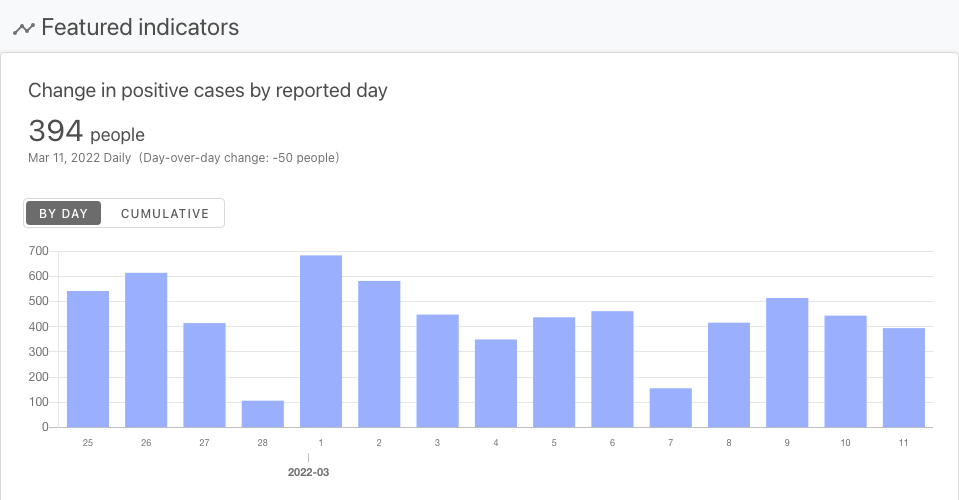 Featured indicators
Change in positive cases by reported day
394 people
Mar 11, 2022 Daily (Day-over-day change: -50 people)
BY DAY CUMULATIVE
700
600
500
400
300
200
100
0
25 26 27 28 1 2 3 4 5 6 7 8 9 10 11
2022-03